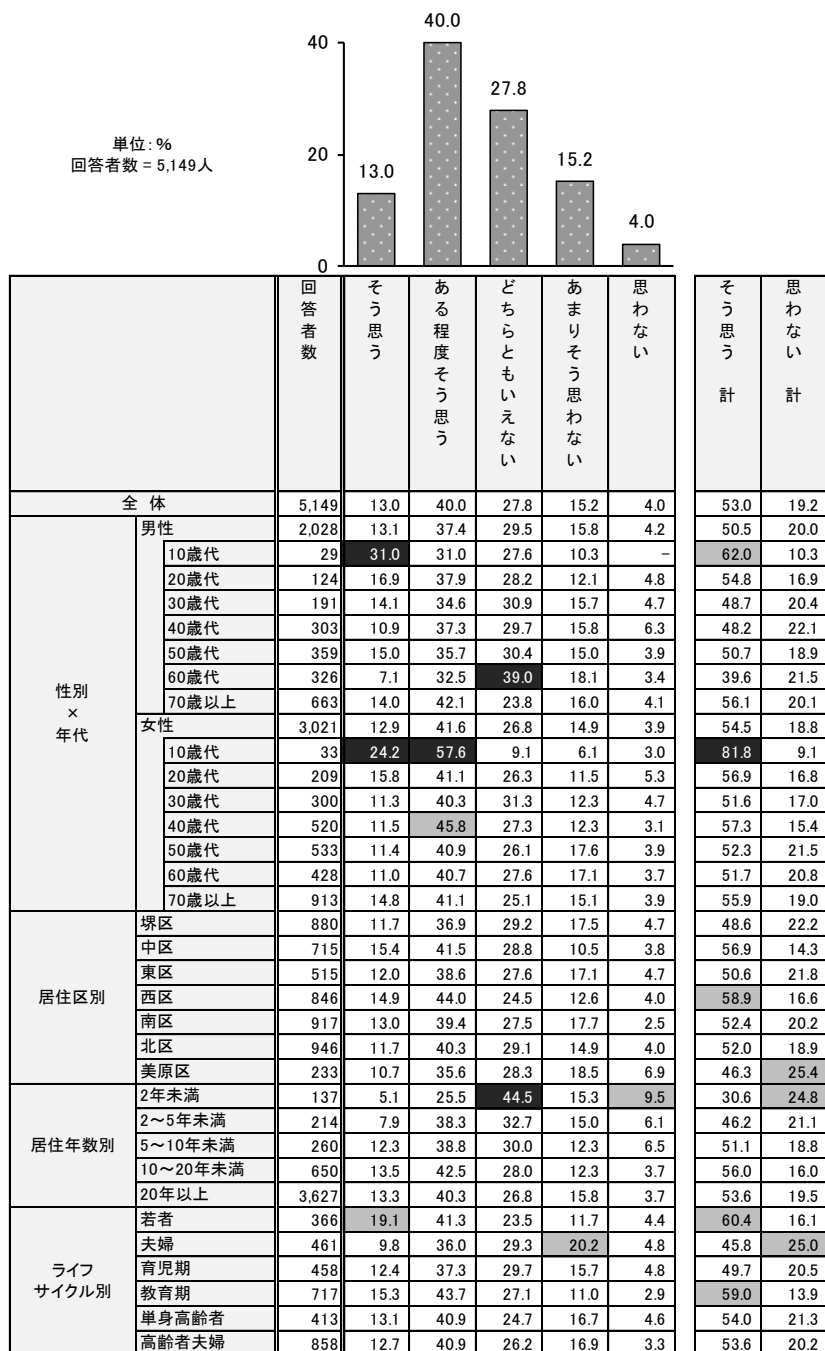 40.0
40
27.8
単位:%
回答者数 = 5,149人
20
15.2
13.0
4.0
0
回答者数 そう思う ある程度そう思う どちらともいえない あまりそう思わない 思わない そう思う 計 思わない 計
全 体 5,149 13.0 40.0 27.8 15.2 4.0 53.0 19.2
性別×年代
男性 2,028 13.1 37.4 29.5 15.8 4.2 50.5 20.0
10歳代 29 31.0 31.0 27.6 10.3 − 62.0 10.3
20歳代 124 16.9 37.9 28.2 12.1 4.8 54.8 16.9
30歳代 191 14.1 34.6 30.9 15.7 4.7 48.7 20.4
40歳代 303 10.9 37.3 29.7 15.8 6.3 48.2 22.1
50歳代 359 15.0 35.7 30.4 15.0 3.9 50.7 18.9
60歳代 326 7.1 32.5 39.0 18.1 3.4 39.6 21.5
70歳以上 663 14.0 42.1 23.8 16.0 4.1 56.1 20.1
女性 3,021 12.9 41.6 26.8 14.9 3.9 54.5 18.8
10歳代 33 24.2 57.6 9.1 6.1 3.0 81.8 9.1
20歳代 209 15.8 41.1 26.3 11.5 5.3 56.9 16.8
30歳代 300 11.3 40.3 31.3 12.3 4.7 51.6 17.0
40歳代 520 11.5 45.8 27.3 12.3 3.1 57.3 15.4
50歳代 533 11.4 40.9 26.1 17.6 3.9 52.3 21.5
60歳代 428 11.0 40.7 27.6 17.1 3.7 51.7 20.8
70歳以上 913 14.8 41.1 25.1 15.1 3.9 55.9 19.0
居住区別
堺区 880 11.7 36.9 29.2 17.5 4.7 48.6 22.2
中区 715 15.4 41.5 28.8 10.5 3.8 56.9 14.3
東区 515 12.0 38.6 27.6 17.1 4.7 50.6 21.8
西区 846 14.9 44.0 24.5 12.6 4.0 58.9 16.6
南区 917 13.0 39.4 27.5 17.7 2.5 52.4 20.2
北区 946 11.7 40.3 29.1 14.9 4.0 52.0 18.9
美原区 233 10.7 35.6 28.3 18.5 6.9 46.3 25.4
居住年数別
2年未満 137 5.1 25.5 44.5 15.3 9.5 30.6 24.8
2〜5年未満 214 7.9 38.3 32.7 15.0 6.1 46.2 21.1
5〜10年未満 260 12.3 38.8 30.0 12.3 6.5 51.1 18.8
10〜20年未満 650 13.5 42.5 28.0 12.3 3.7 56.0 16.0
20年以上 3,627 13.3 40.3 26.8 15.8 3.7 53.6 19.5
ライフサイクル別
若者 366 19.1 41.3 23.5 11.7 4.4 60.4 16.1
夫婦 461 9.8 36.0 29.3 20.2 4.8 45.8 25.0
育児期 458 12.4 37.3 29.7 15.7 4.8 49.7 20.5
教育期 717 15.3 43.7 27.1 11.0 2.9 59.0 13.9
単身高齢者 413 13.1 40.9 24.7 16.7 4.6 54.0 21.3
高齢者夫婦 858 12.7 40.9 26.2 16.9 3.3 53.6 20.2